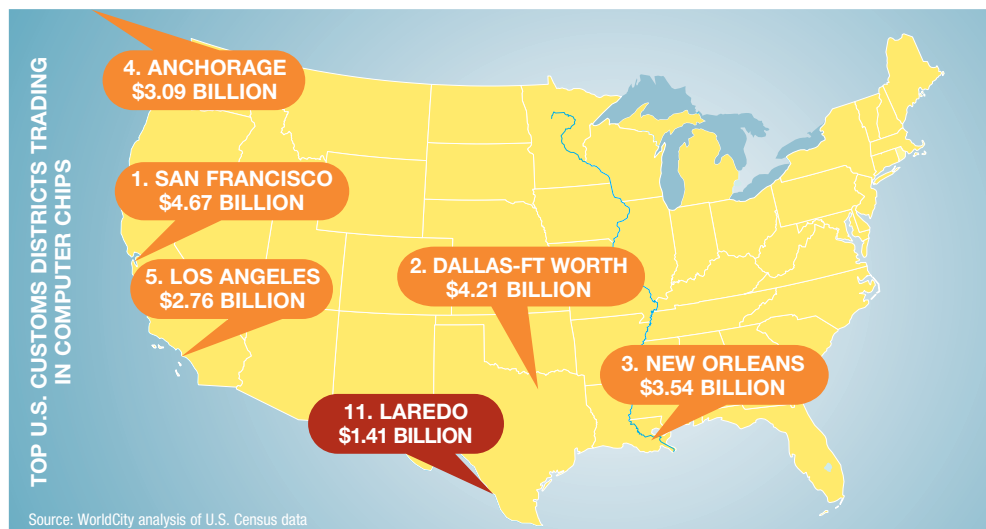 TOP U.S. CUSTOMS DISTRICTS TRADING
IN COMPUTER CHIPS
4. ANCHORAGE
$3.09 BILLION
1. SAN FRANCISCO
$4.67 BILLION
5. LOS ANGELES
$2.76 BILLION
2. DALLAS-FT WORTH
$4.21 BILLION
3. NEW ORLEANS
$3.54 BILLION
11. LAREDO
$1.41 BILLION
Source: WorldCity analysis of U.S. Census data